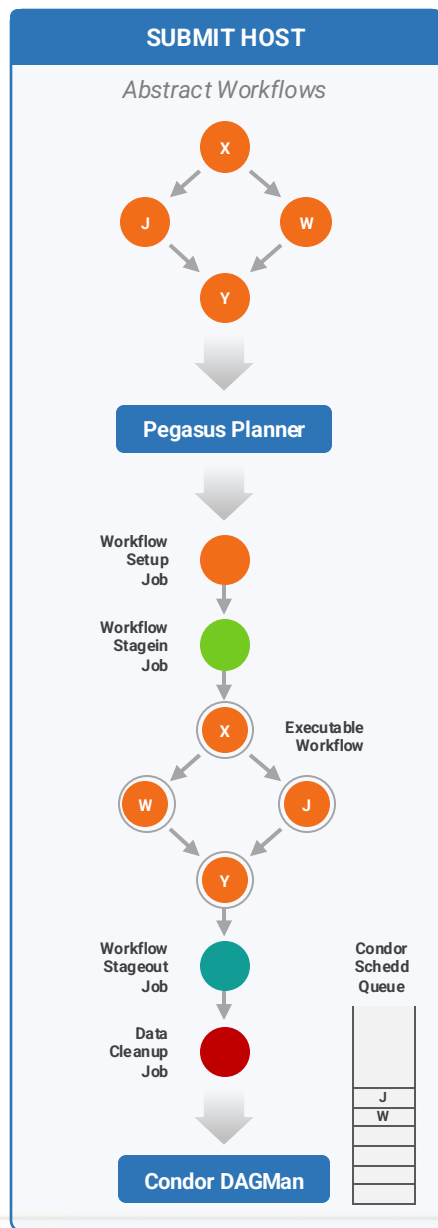 SUBMIT HOST
Abstract Workflows
X
J
W
Y
Pegasus Planner
Workflow
Setup
Job
Workflow
Stagein
Job
X
Executable
Workflow
W
J
Y
Workflow
Stageout
Job
Condor
Schedd
Queue
Data
Cleanup
Job
J
W
Condor DAGMan